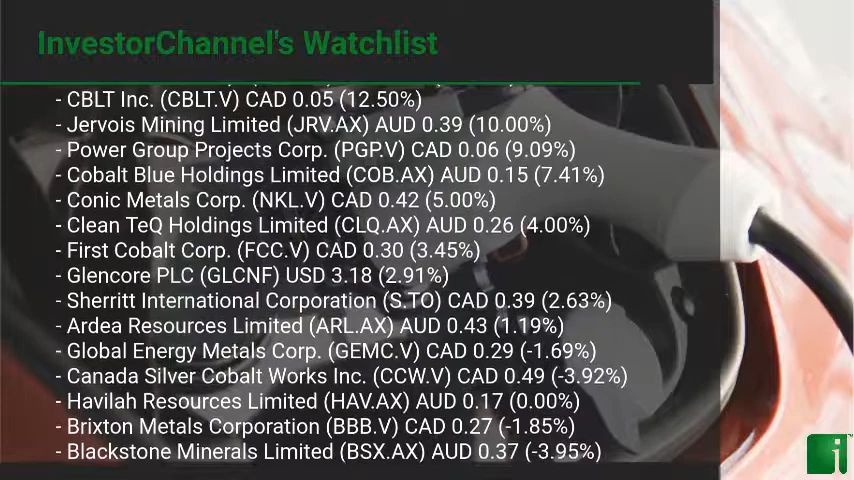 InvestorChannel's Watchlist
- CBLT Inc. (CBLT.V) CAD 0.05 (12.50%)
- Jervois Mining Limited (JRV.AX) AUD 0.39 (10.00%)
- Power Group Projects Corp. (PGP.V) CAD 0.06 (9.09%)
- Cobalt Blue Holdings Limited (COB.AX) AUD 0.15 (7.41%)
- Conic Metals Corp. (NKL.V) CAD 0.42 (5.00%)
- Clean TeQ Holdings Limited (CLQ.AX) AUD 0.26 (4.00%)
- First Cobalt Corp. (FCC.V) CAD 0.30 (3.45%)
- Glencore PLC (GLCNF) USD 3.18 (2.91%)
- Sherritt International Corporation (S.TO) CAD 0.39 (2.63%)
- Ardea Resources Limited (ARL.AX) AUD 0.43 (1.19%)
- Global Energy Metals Corp. (GEMC.V) CAD 0.29 (-1.69%)
- Canada Silver Cobalt Works Inc. (CCW.V) CAD 0.49 (-3.92%)
- Havilah Resources Limited (HAV.AX) AUD 0.17 (0.00%)
- Brixton Metals Corporation (BBB.V) CAD 0.27 (-1.85%)
- Blackstone Minerals Limited (BSX.AX) AUD 0.37 (-3.95%)
i